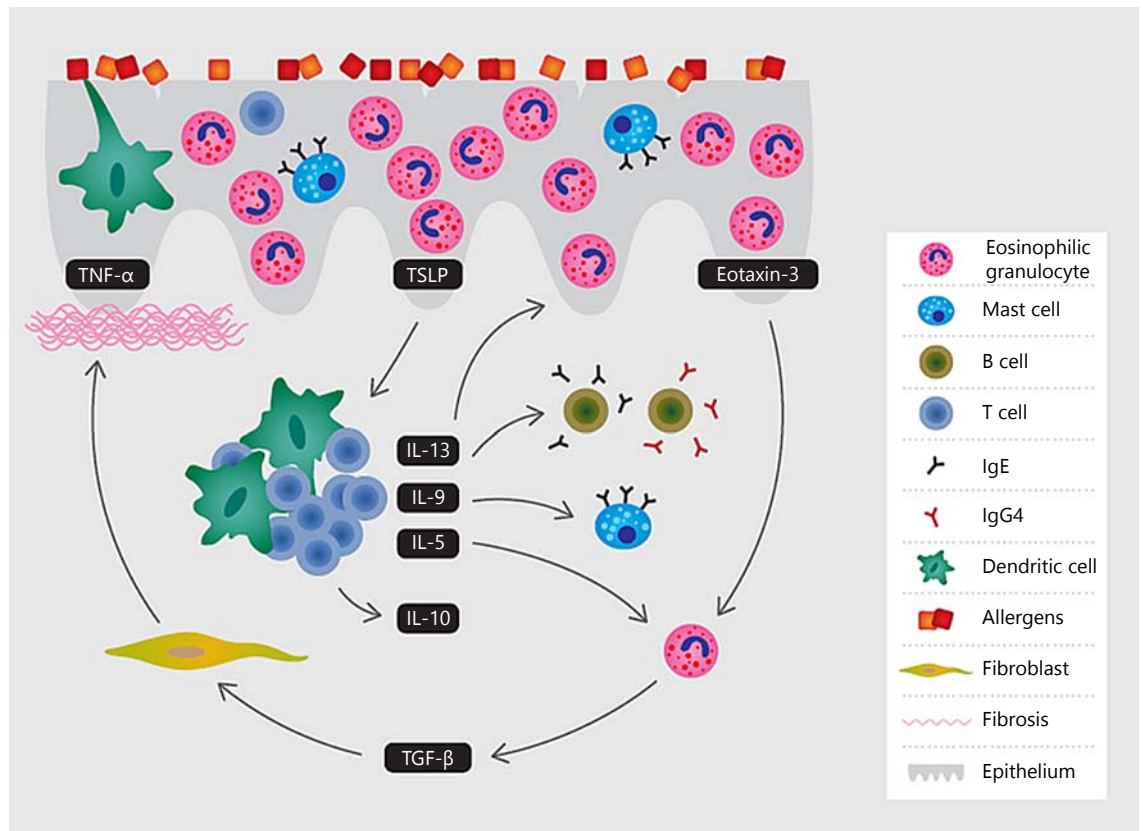 TNF-α
TSLP
Eotaxin-3
IL-13
IL-9
IL-5
IL-10
TGF-β
Eosinophilic
granulocyte
Mast cell
B cell
T cell
IgE
IgG4
Dendritic cell
Allergens
Fibroblast
Fibrosis
Epithelium